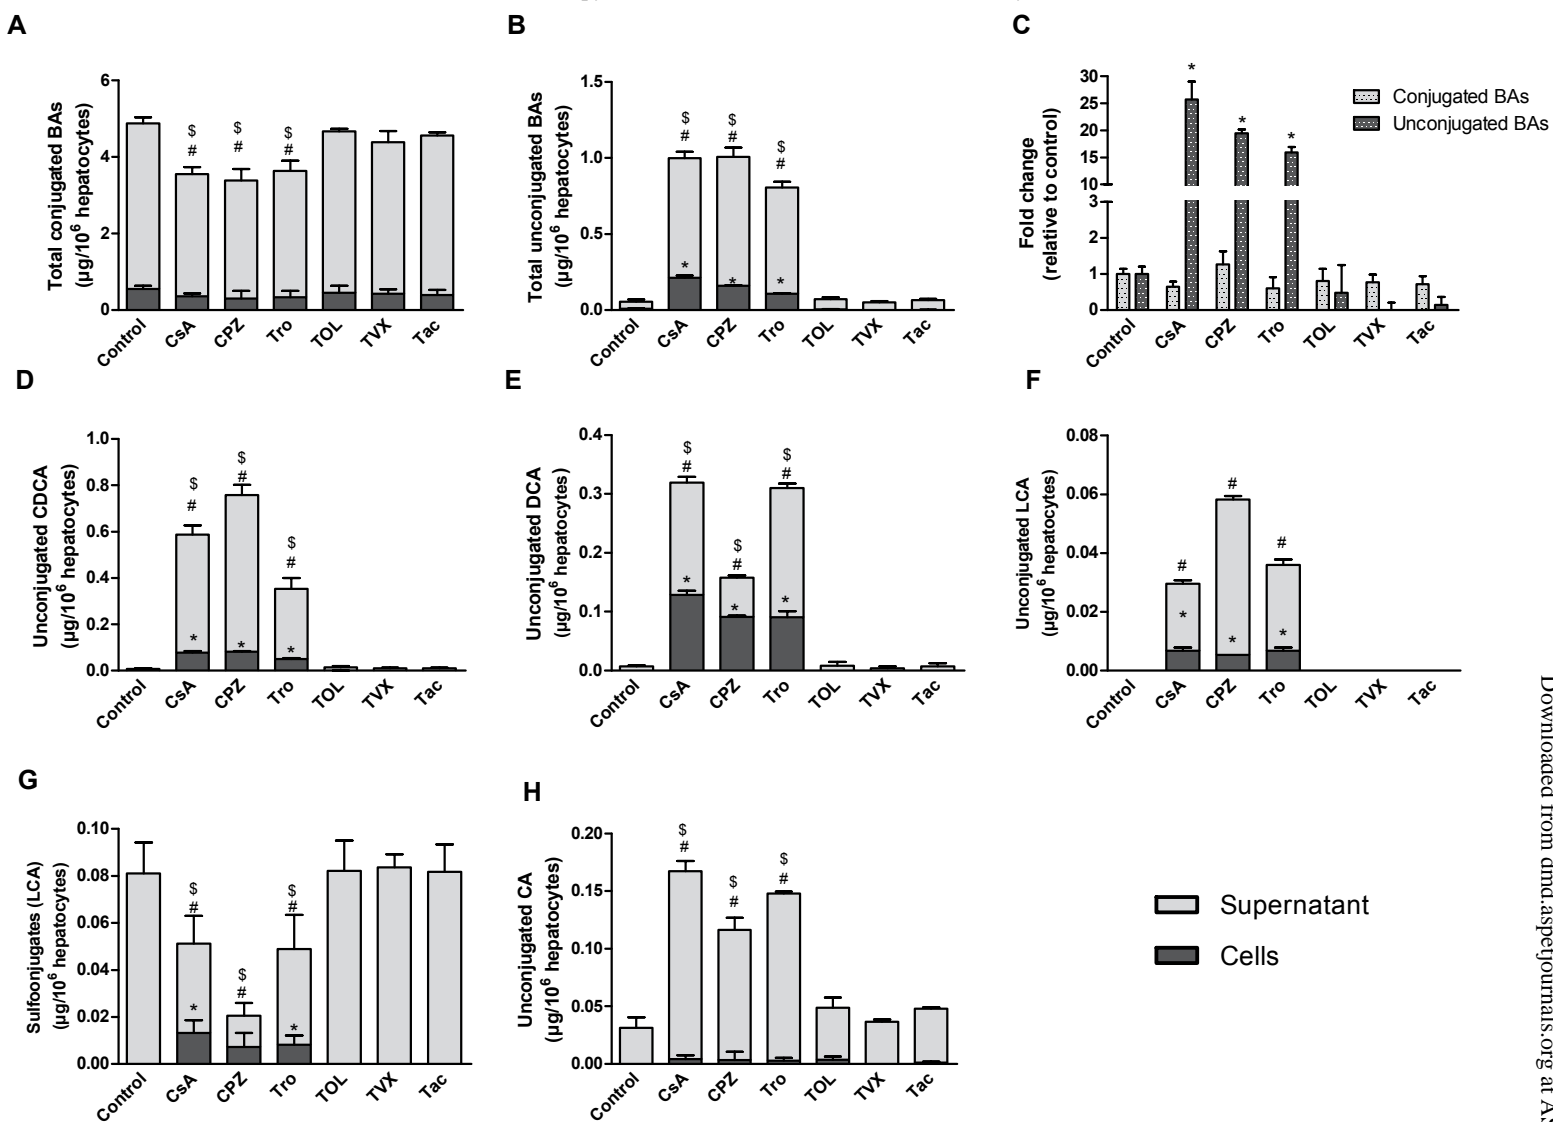 A
Total conjugated BAs
(µg/10⁶ hepatocytes)
6
4
2
0
$
#
$
#
$
#
Control
CsA
CPZ
Tro
TOL
TVX
Tac
B
Total unconjugated BAs
(µg/10⁶ hepatocytes)
1.5
1.0
0.5
0.0
$
#
$
#
$
#
*
*
*
Control
CsA
CPZ
Tro
TOL
TVX
Tac
C
Fold change
(relative to control)
30
25
20
15
10
3
2
1
0
*
*
*
Conjugated BAs
Unconjugated BAs
Control
CsA
CPZ
Tro
TOL
TVX
Tac
D
Unconjugated CDCA
(µg/10⁶ hepatocytes)
1.0
0.8
0.6
0.4
0.2
0.0
$
#
$
#
$
#
*
*
*
Control
CsA
CPZ
Tro
TOL
TVX
Tac
E
Unconjugated DCA
(µg/10⁶ hepatocytes)
0.4
0.3
0.2
0.1
0.0
$
#
$
#
$
#
*
*
*
Control
CsA
CPZ
Tro
TOL
TVX
Tac
F
Unconjugated LCA
(µg/10⁶ hepatocytes)
0.08
0.06
0.04
0.02
0.00
#
#
#
*
*
*
Control
CsA
CPZ
Tro
TOL
TVX
Tac
G
Sulfoonjugates (LCA)
(µg/10⁶ hepatocytes)
0.10
0.08
0.06
0.04
0.02
0.00
$
#
$
#
$
#
*
*
Control
CsA
CPZ
Tro
TOL
TVX
Tac
H
Unconjugated CA
(µg/10⁶ hepatocytes)
0.20
0.15
0.10
0.05
0.00
$
#
$
#
$
#
Control
CsA
CPZ
Tro
TOL
TVX
Tac
Supernatant
Cells
Downloaded from dmd.aspetjournals.org at